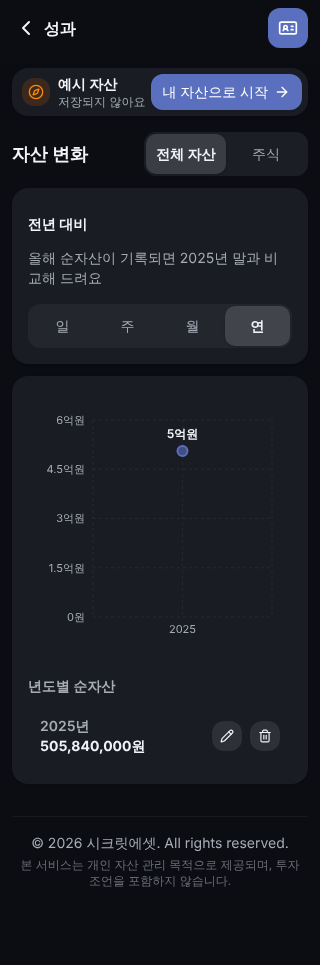 성과
예시 자산
저장되지 않아요
내 자산으로 시작
자산 변화
전체 자산
주식
전년 대비
올해 순자산이 기록되면 2025년 말과 비
교해 드려요
일
주
월
연
6억원
5억원
4.5억원
3억원
1.5억원
0원
2025
년도별 순자산
2025년
505,840,000원
© 2026 시크릿에셋. All rights reserved.
본 서비스는 개인 자산 관리 목적으로 제공되며, 투자
조언을 포함하지 않습니다.